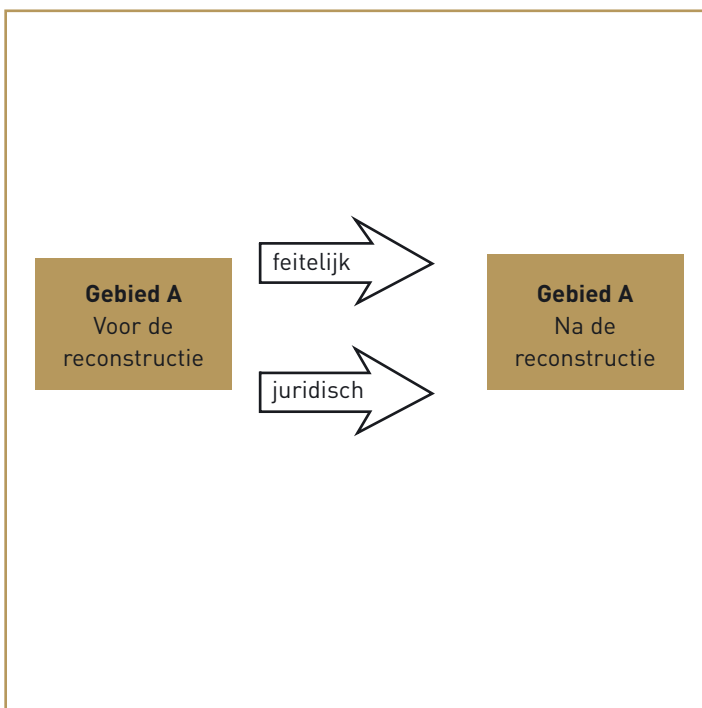 Gebied A
Voor de
reconstructie
feitelijk
juridisch
Gebied A
Na de
reconstructie